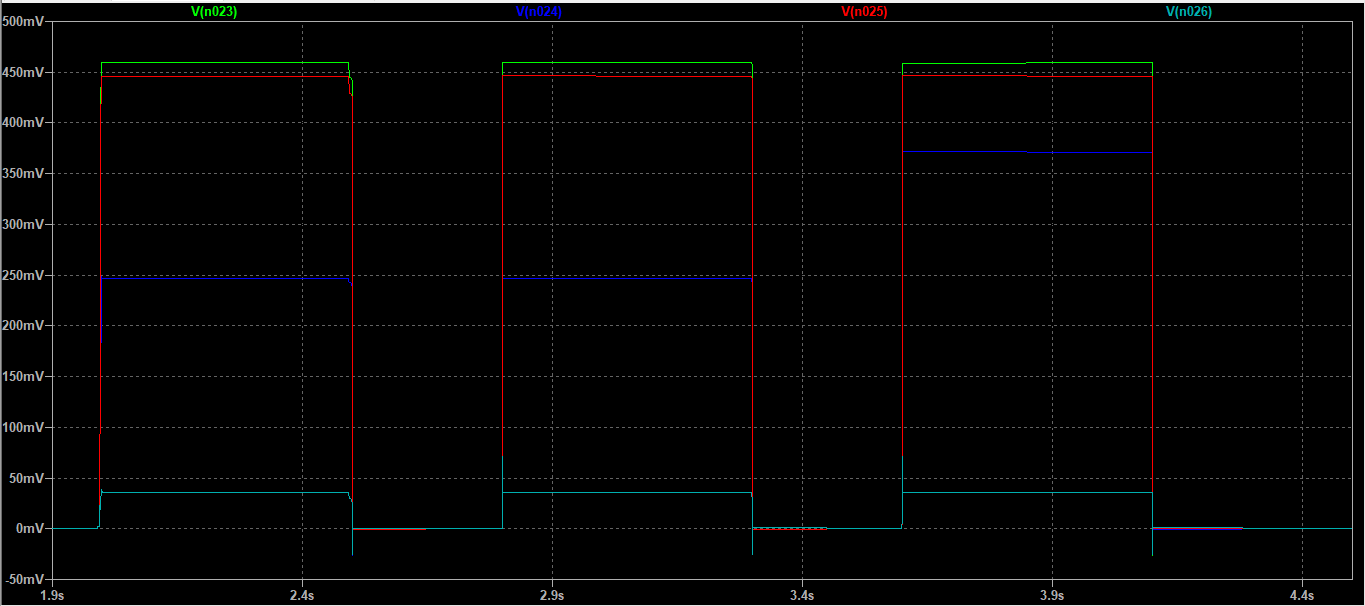 V(n023) V(n024) V(n025) V(n026)
500mV
450mV
400mV
350mV
300mV
250mV
200mV
150mV
100mV
50mV
0mV
-50mV
1.9s 2.4s 2.9s 3.4s 3.9s 4.4s